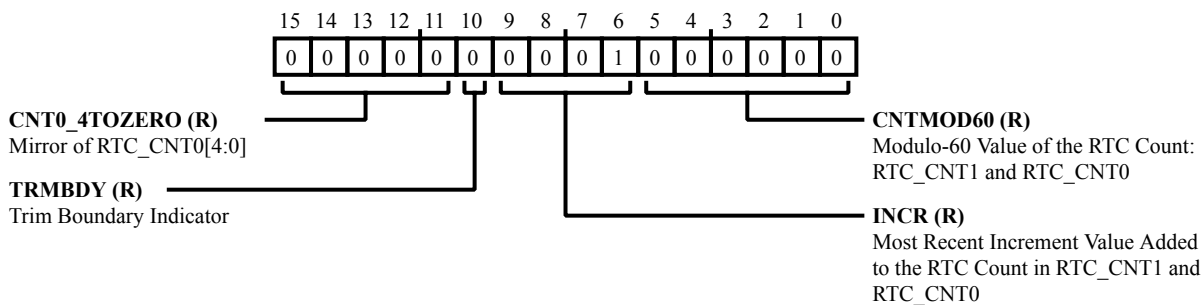 15 14 13 12 11 10 9 8 7 6 5 4 3 2 1 0
0 0 0 0 0 0 0 0 0 1 0 0 0 0 0 0
CNT0_4TOZERO (R)
Mirror of RTC_CNT0[4:0]
TRMBDY (R)
Trim Boundary Indicator
CNTMOD60 (R)
Modulo-60 Value of the RTC Count:
RTC_CNT1 and RTC_CNT0
INCR (R)
Most Recent Increment Value Added
to the RTC Count in RTC_CNT1 and
RTC_CNT0